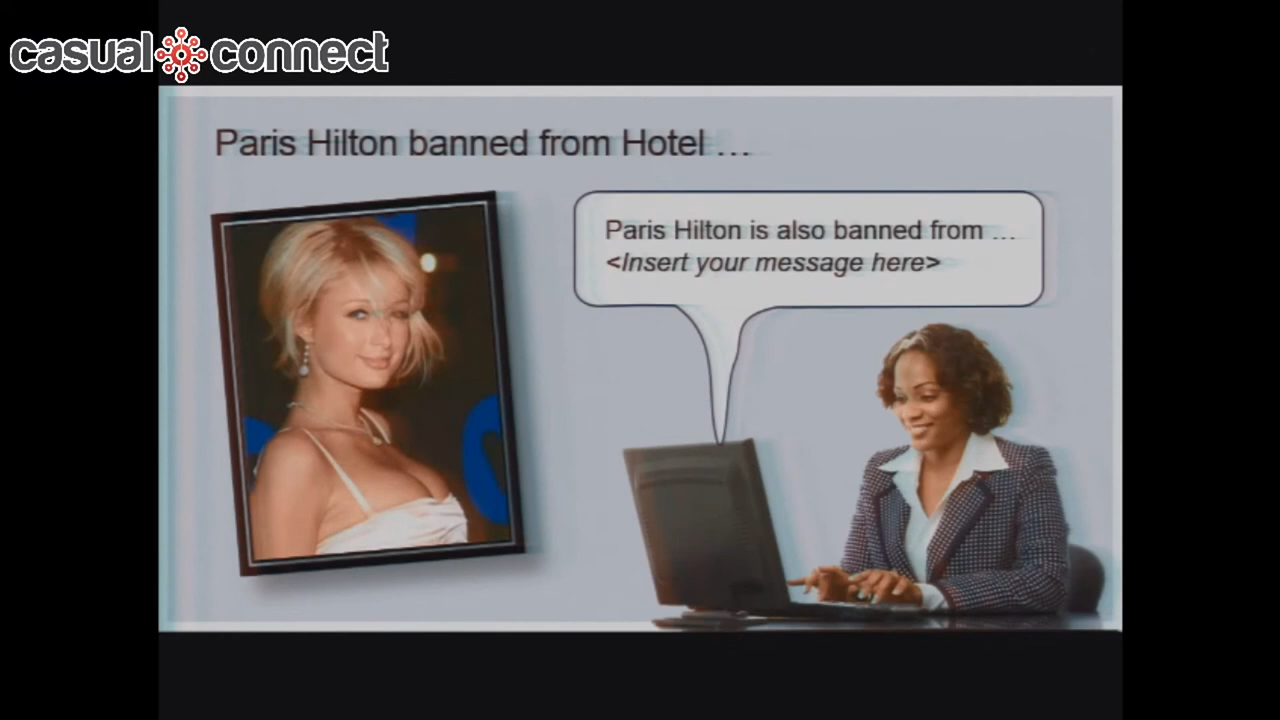 casual connect
Paris Hilton banned from Hotel ...
Paris Hilton is also banned from ...
<Insert your message here>